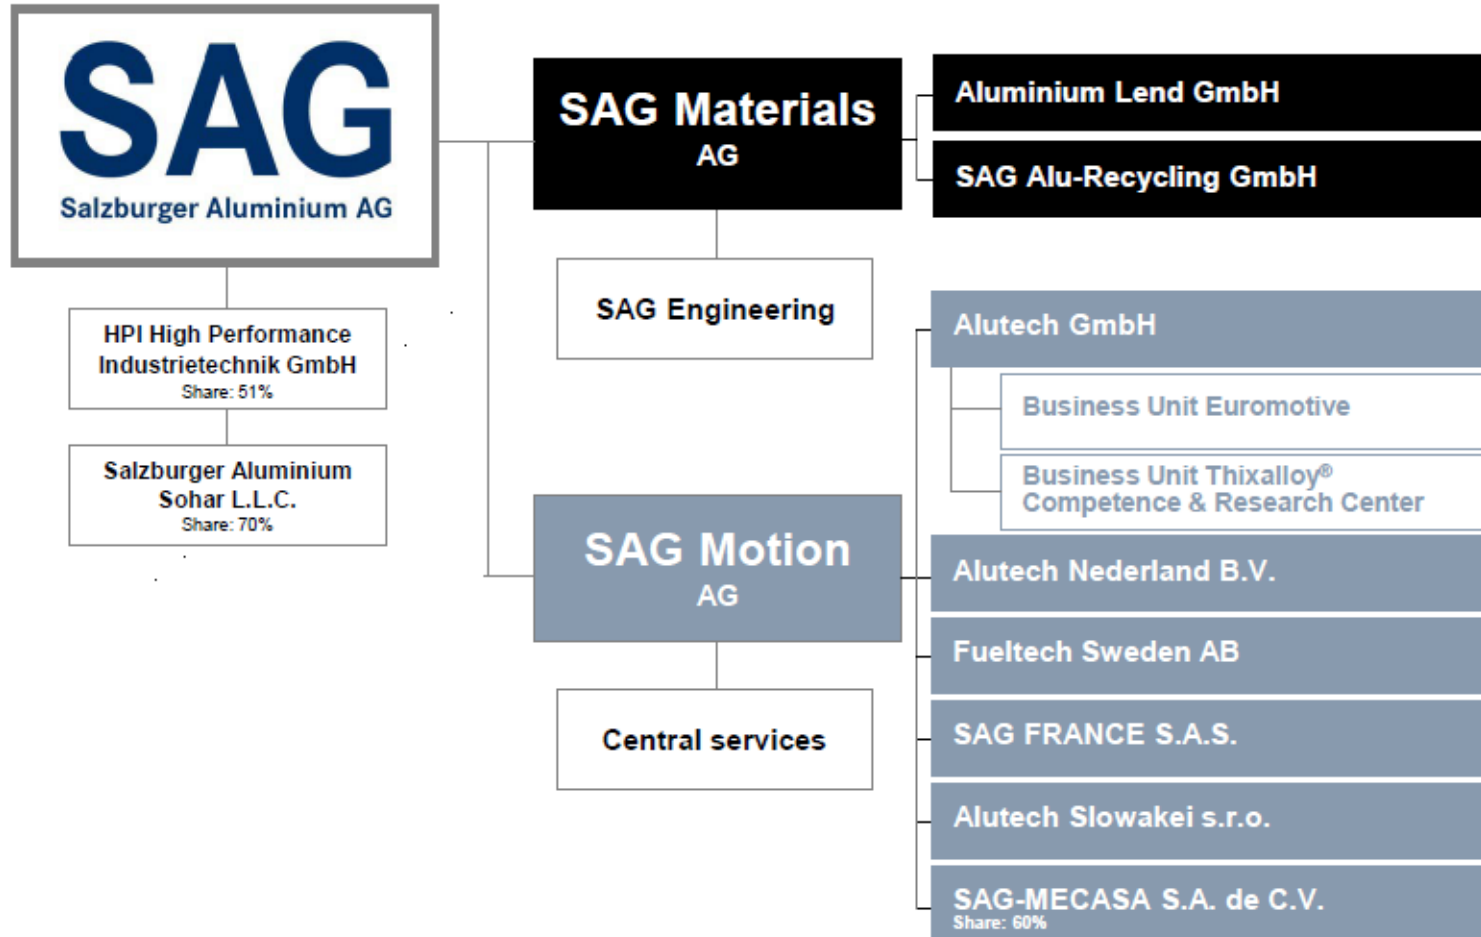 SAG
Salzburger Aluminium AG
HPI High Performance
Industrietechnik GmbH
Share: 51%
Salzburger Aluminium
Sohar L.L.C.
Share: 70%
SAG Materials
AG
SAG Engineering
Aluminium Lend GmbH
SAG Alu-Recycling GmbH
SAG Motion
AG
Central services
Alutech GmbH
Business Unit Euromotive
Business Unit Thixalloy®
Competence & Research Center
Alutech Nederland B.V.
Fueltech Sweden AB
SAG FRANCE S.A.S.
Alutech Slowakei s.r.o.
SAG-MECASA S.A. de C.V.
Share: 60%